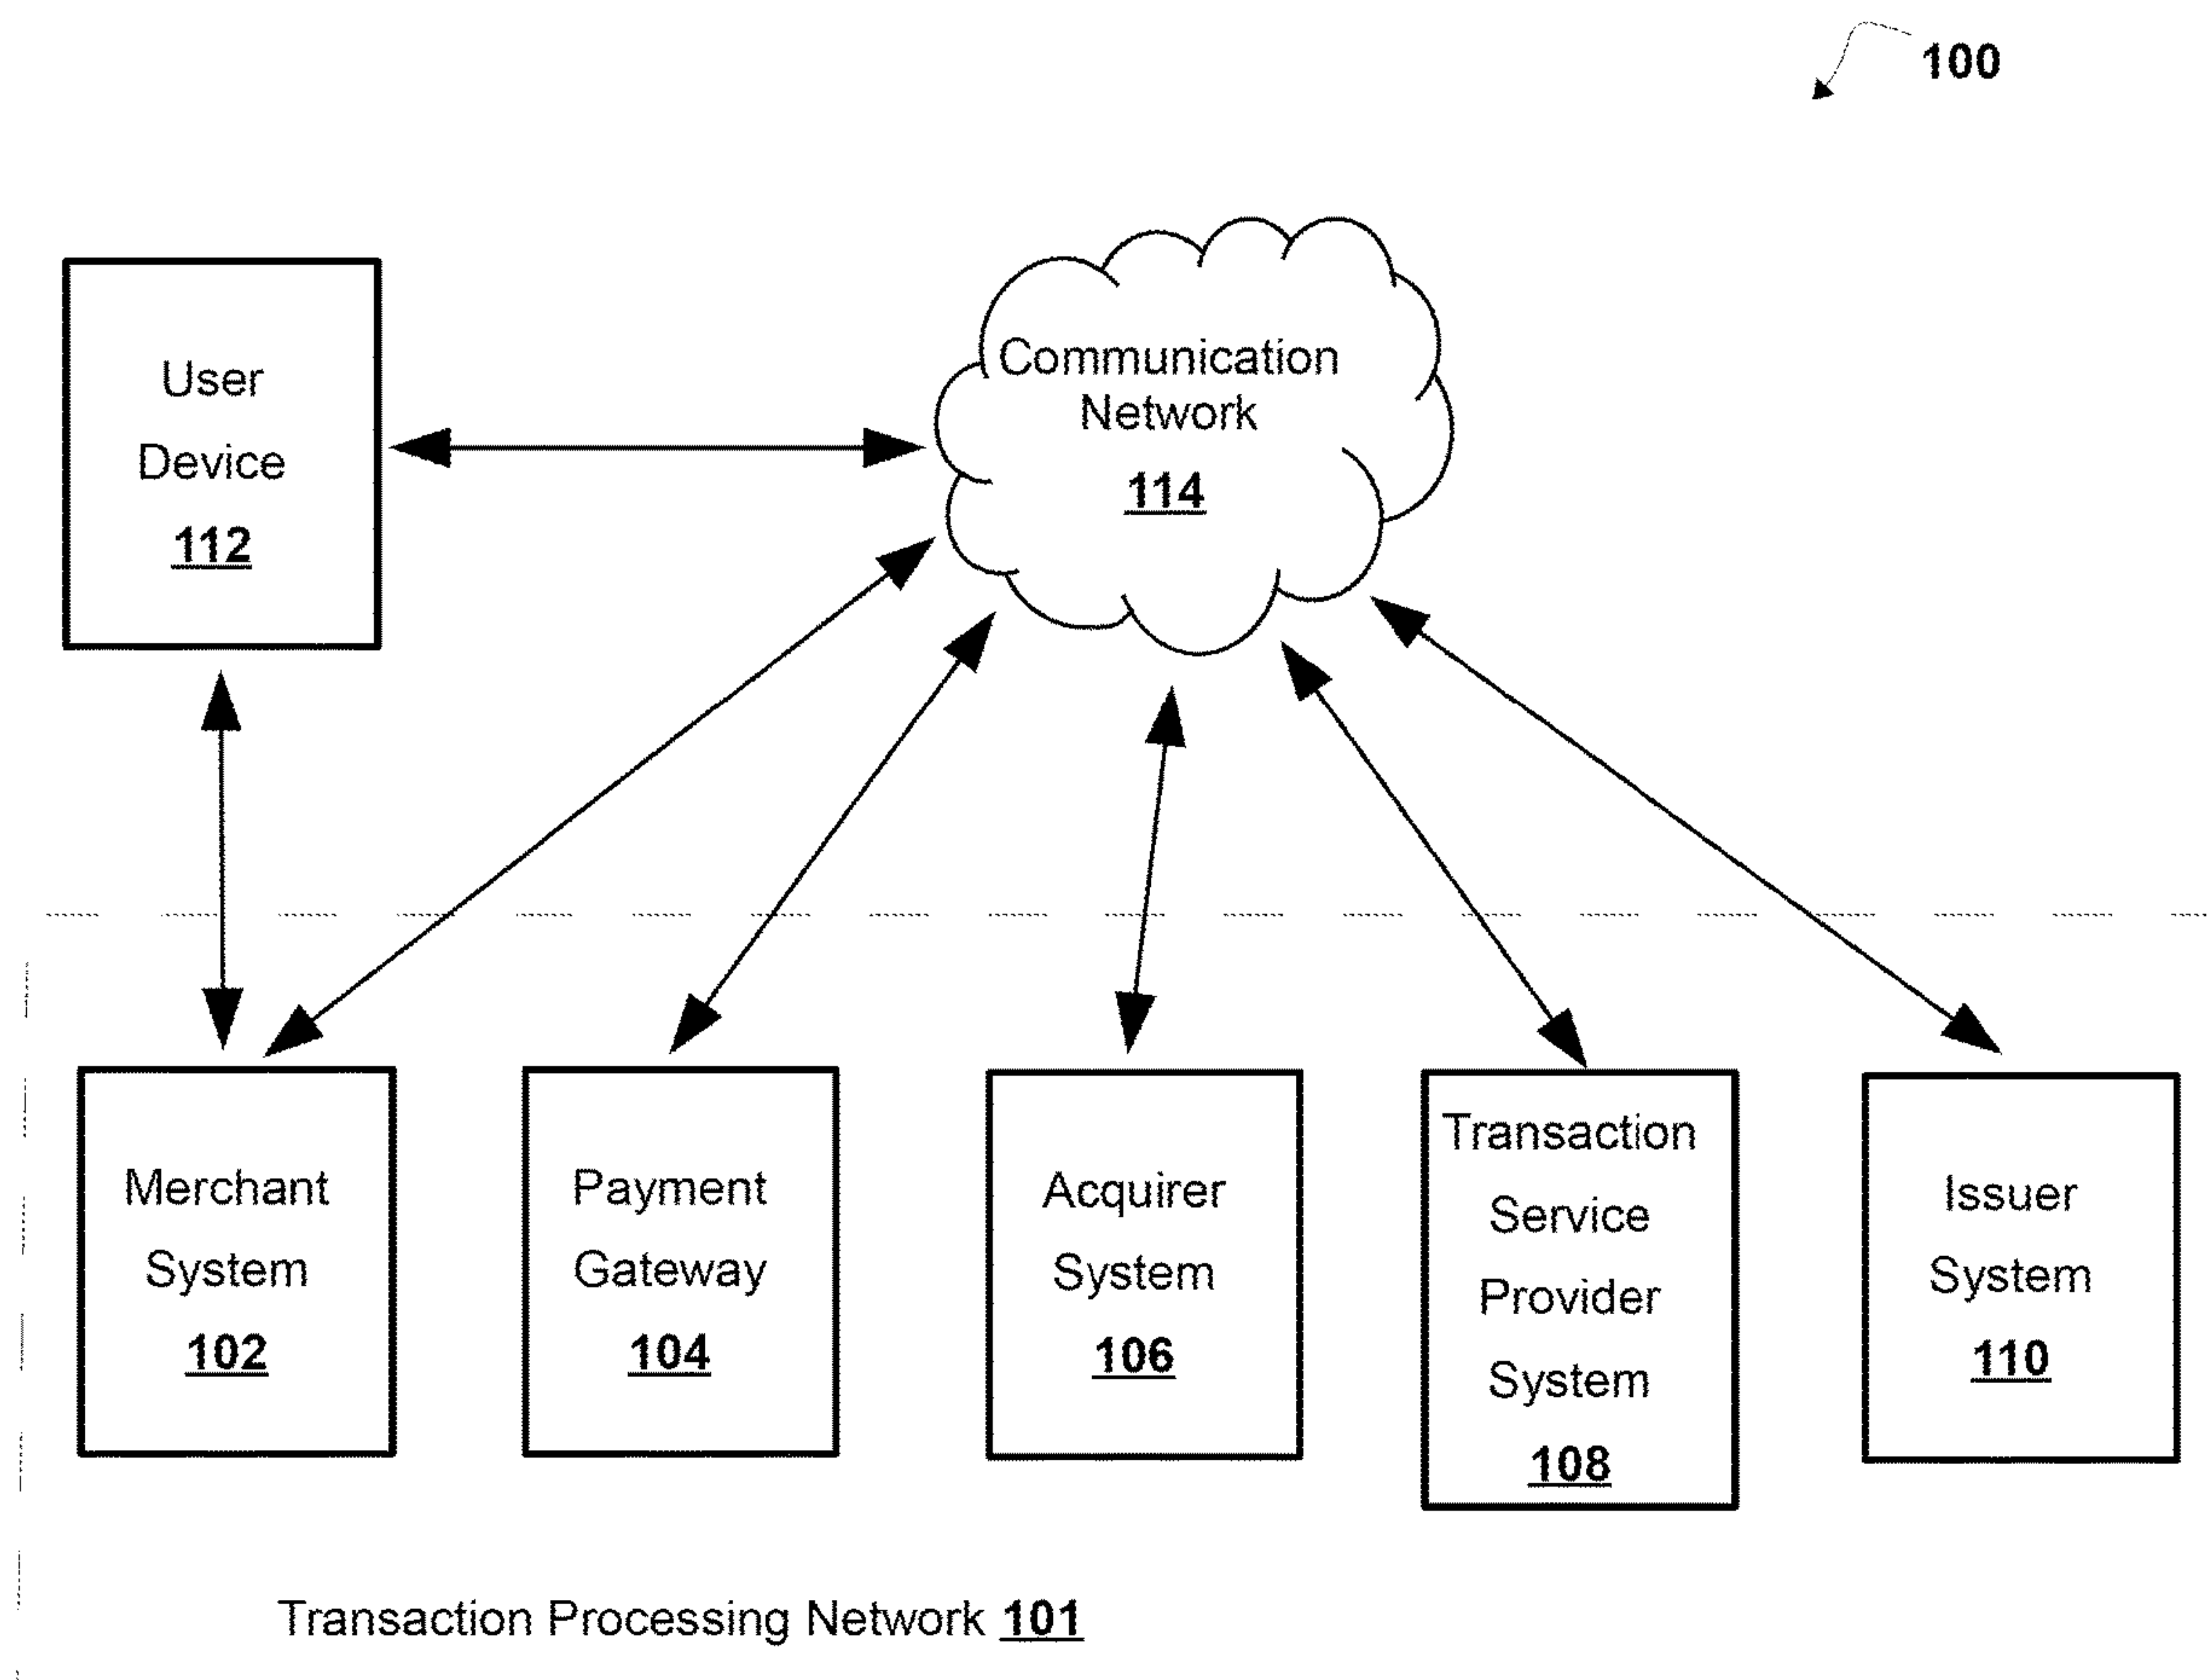 100
User
Device
112
Communication
Network
114
Merchant
System
102
Payment
Gateway
104
Acquirer
System
106
Transaction
Service
Provider
System
108
Issuer
System
110
Transaction Processing Network 101